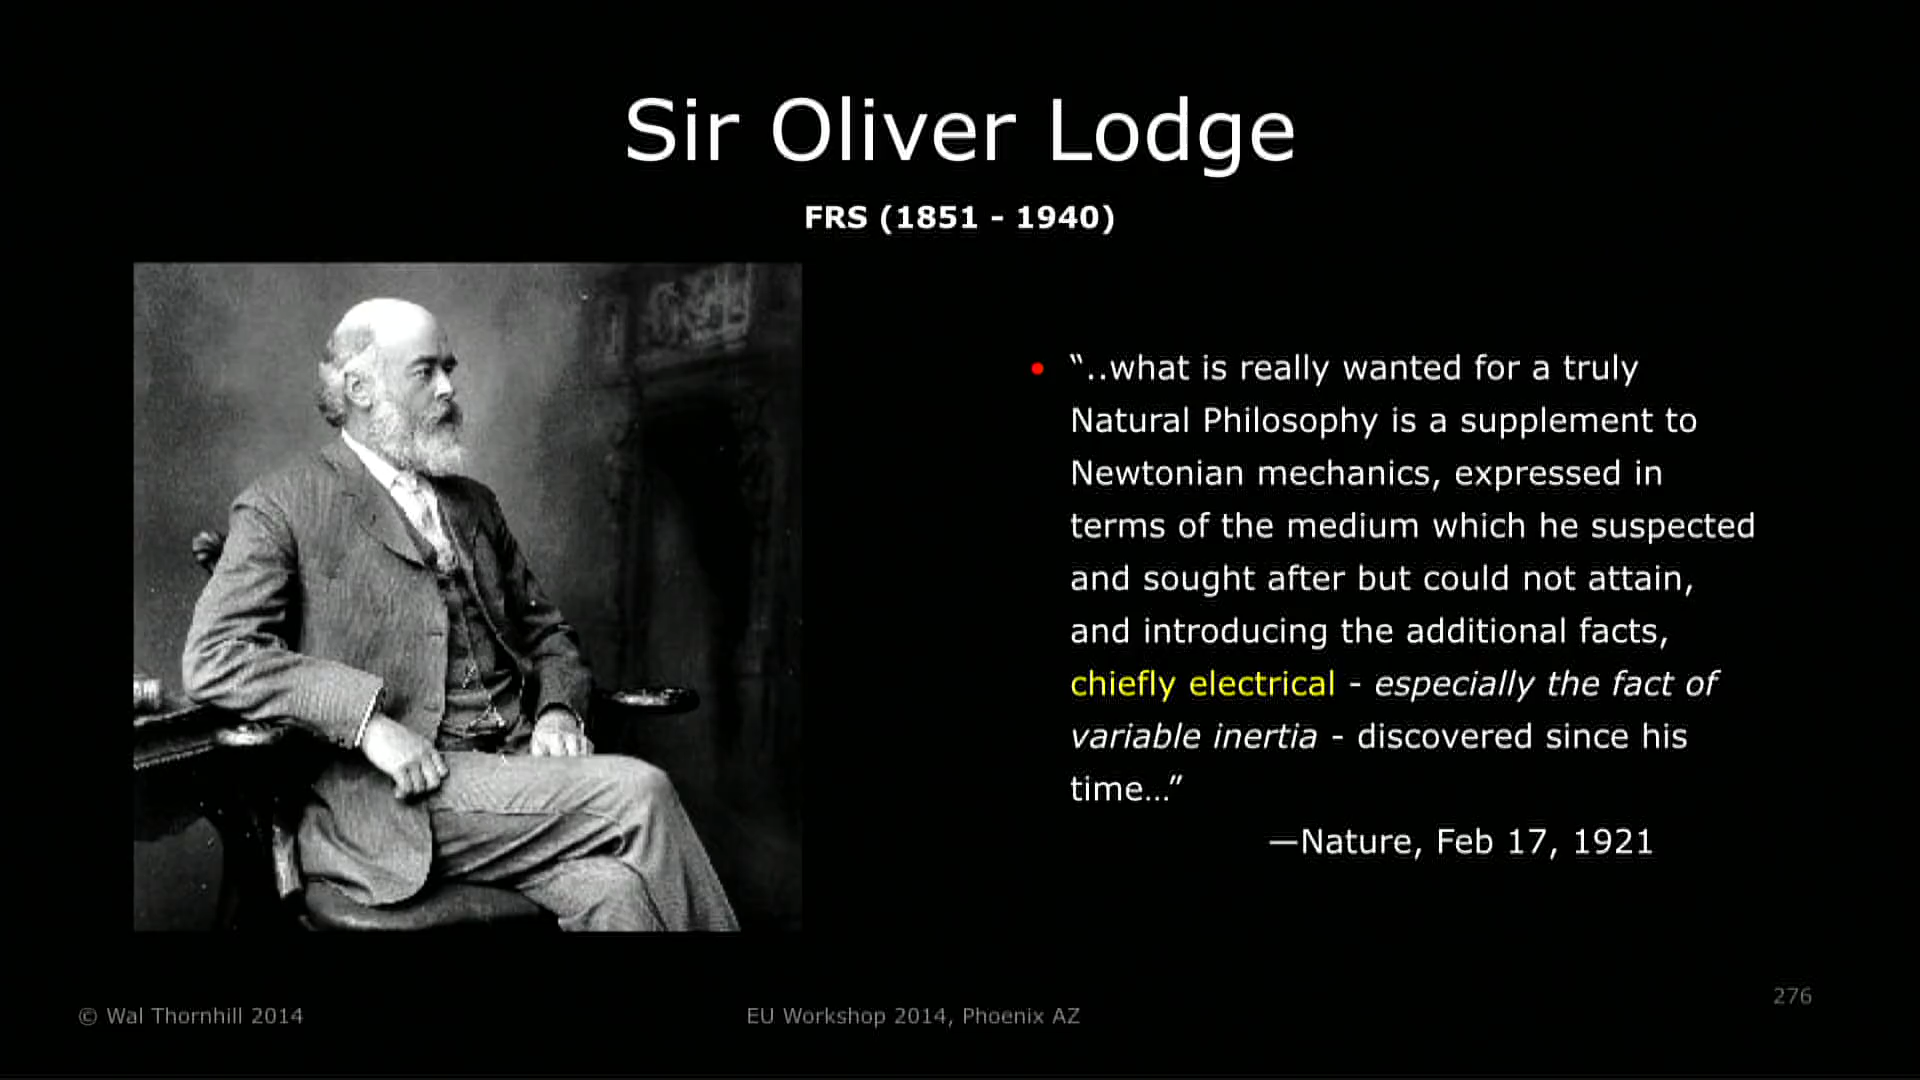 Sir Oliver Lodge
FRS (1851 - 1940)
• “..what is really wanted for a truly
Natural Philosophy is a supplement to
Newtonian mechanics, expressed in
terms of the medium which he suspected
and sought after but could not attain,
and introducing the additional facts,
chiefly electrical - especially the fact of
variable inertia - discovered since his
time…”
—Nature, Feb 17, 1921
276
© Wal Thornhill 2014
EU Workshop 2014, Phoenix AZ